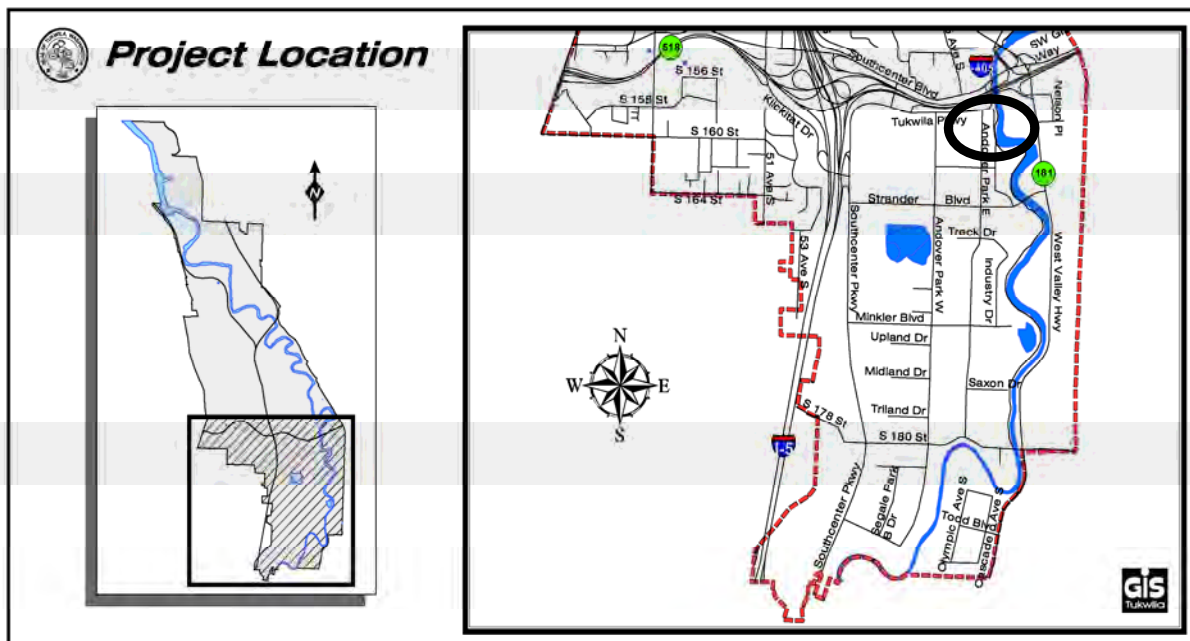 Project Location
N
518
S 156 St
S 158 St
Klickitat Dr
S 160 St
51 Ave S
S 164 St
53 Ave S
Southcenter Blvd
Ave S
I-405
SW G
Way
Nelson Pl
Tukwila Pkwy
Andover Park E
181
Strander Blvd
Southcenter Pkwy
Andover Park W
Treck Dr
Industry Dr
West Valley Hwy
Minkler Blvd
Upland Dr
Midland Dr
Saxon Dr
Triland Dr
S 178 St
S 180 St
I-5
N
W E
S
Southcenter Pkwy
Segale Park
B Dr
Olympic Ave S
Todd Blvd
Cascade Ave S
GIS
Tukwila